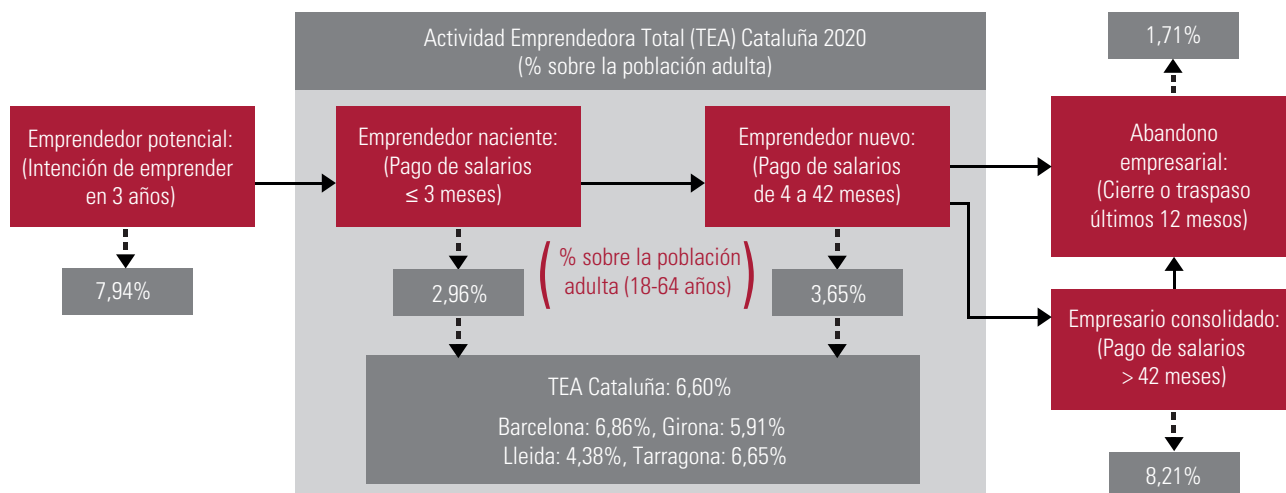 Actividad Emprendedora Total (TEA) Cataluña 2020
(% sobre la población adulta)
Emprendedor potencial:
(Intención de emprender
en 3 años)
7,94%
Emprendedor naciente:
(Pago de salarios
≤ 3 meses)
2,96%
(% sobre la población
adulta (18-64 años))
Emprendedor nuevo:
(Pago de salarios
de 4 a 42 meses)
3,65%
TEA Cataluña: 6,60%
Barcelona: 6,86%, Girona: 5,91%
Lleida: 4,38%, Tarragona: 6,65%
1,71%
Abandono
empresarial:
(Cierre o traspaso
últimos 12 mesos)
Empresario consolidado:
(Pago de salarios
> 42 meses)
8,21%